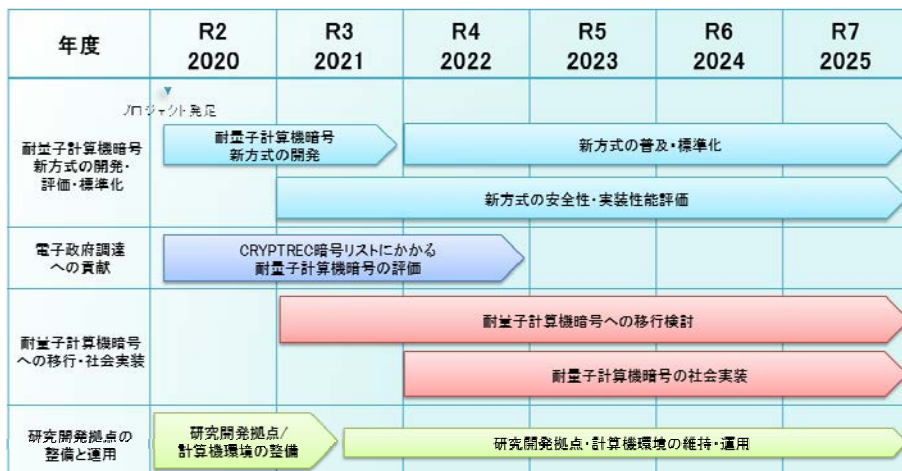 年度
R2
2020
R3
2021
R4
2022
R5
2023
R6
2024
R7
2025
プロジェクト発足
耐量子計算機暗号
新方式の開発・
評価・標準化
耐量子計算機暗号
新方式の開発
新方式の普及・標準化
新方式の安全性・実装性能評価
電子政府調達
への貢献
CRYPTREC暗号リストにかかる
耐量子計算機暗号の評価
耐量子計算機暗号
への移行・社会実装
耐量子計算機暗号への移行検討
耐量子計算機暗号の社会実装
研究開発拠点の
整備と運用
研究開発拠点/
計算機環境の整備
研究開発拠点・計算機環境の維持・運用